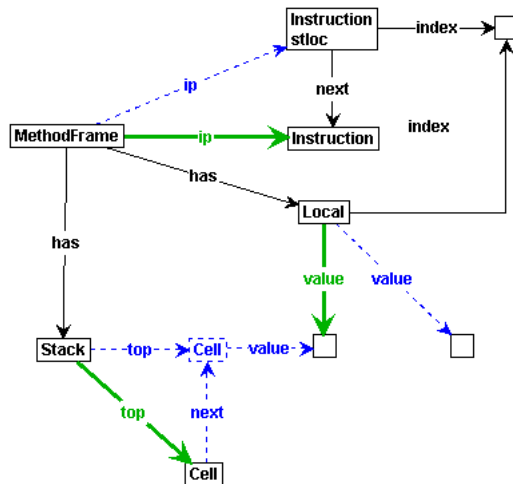 Instruction
stloc
index
ip
next
index
MethodFrame
ip
Instruction
has
Local
has
value
value
Stack
top
Cell
value
top
next
Cell